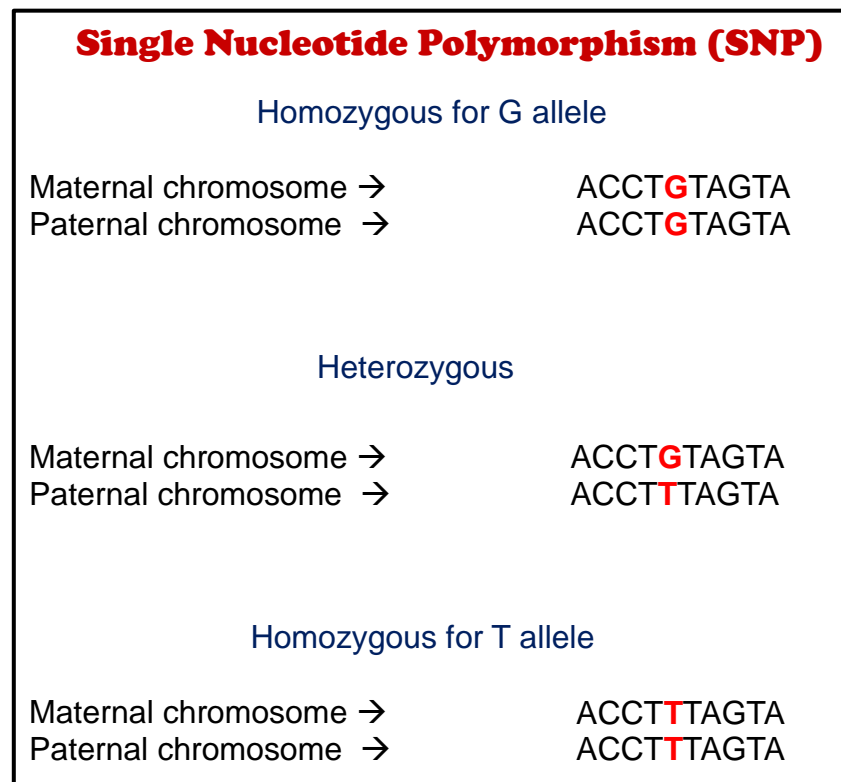 Single Nucleotide Polymorphism (SNP)
Homozygous for G allele
Maternal chromosome → ACCTGTAGTA
Paternal chromosome → ACCTGTAGTA
Heterozygous
Maternal chromosome → ACCTGTAGTA
Paternal chromosome → ACCTTTAGTA
Homozygous for T allele
Maternal chromosome → ACCTTTAGTA
Paternal chromosome → ACCTTTAGTA